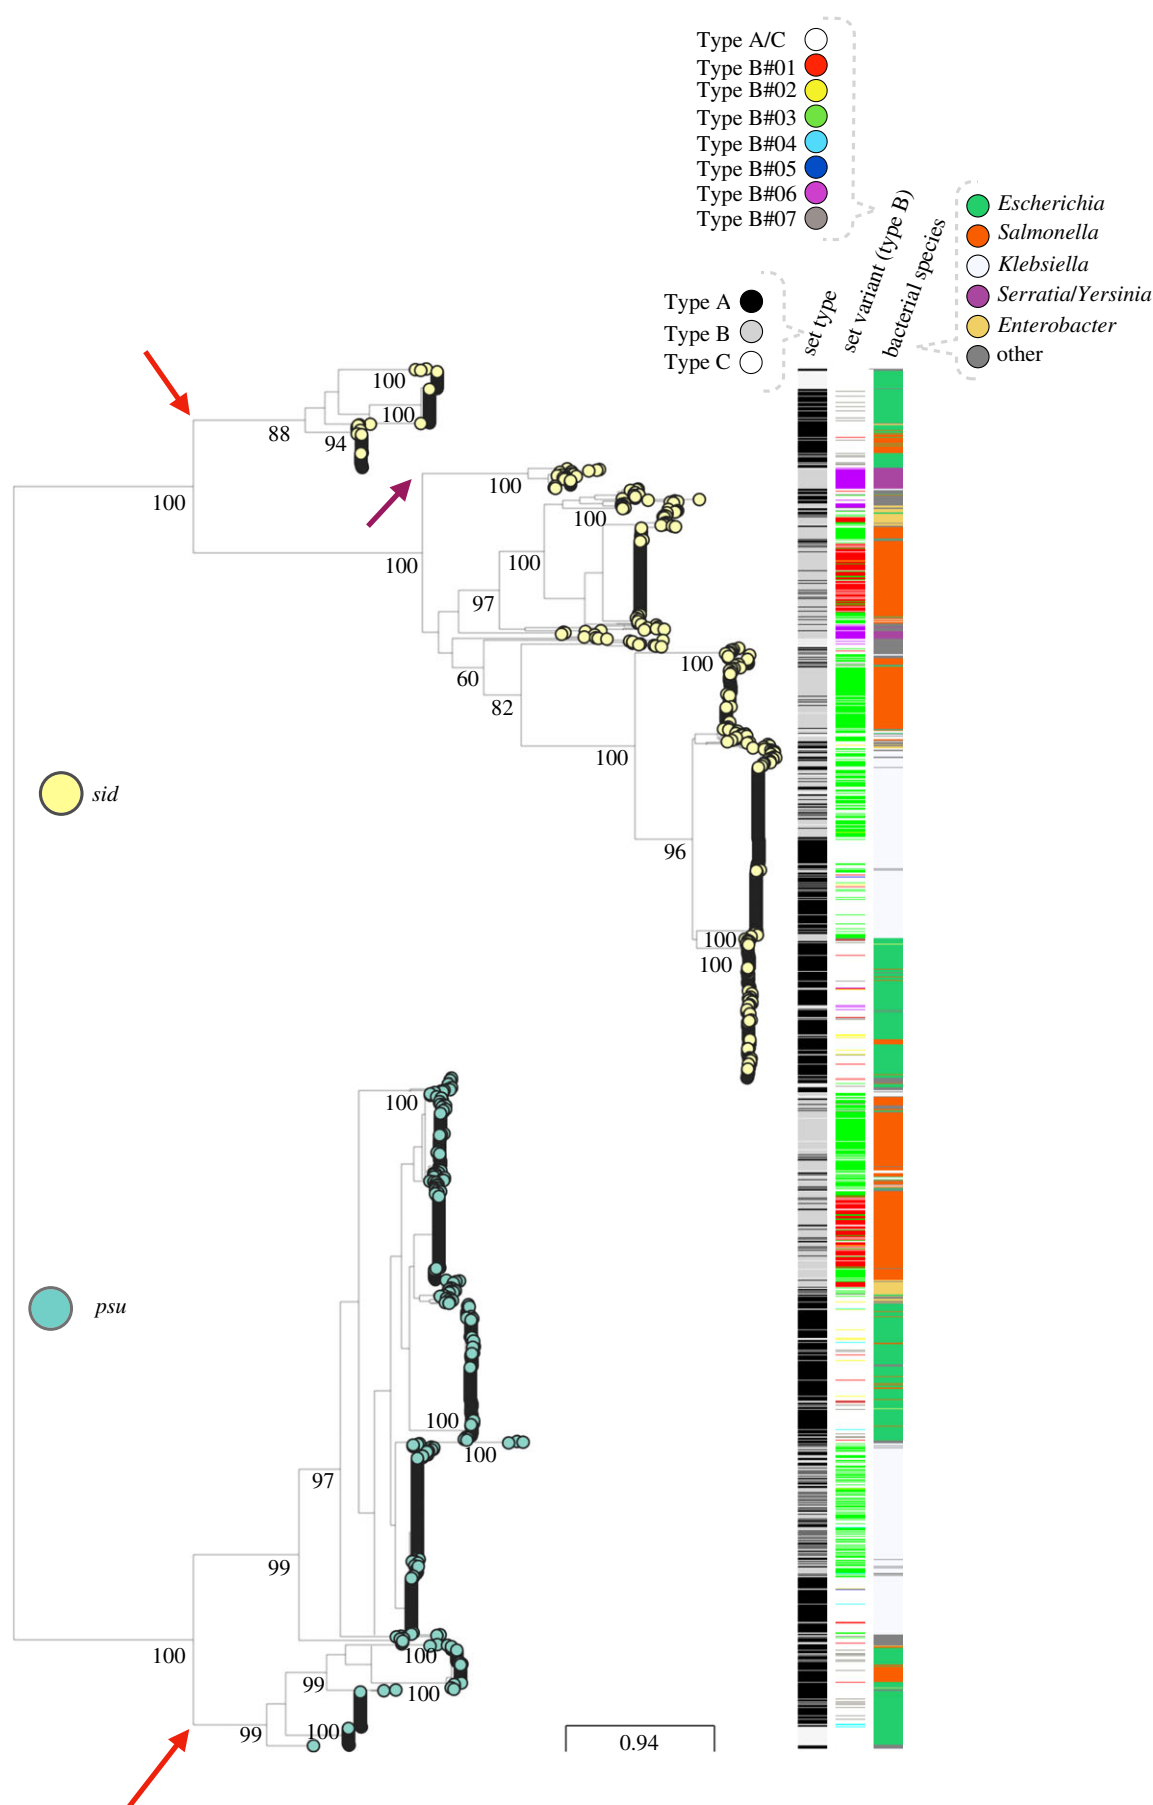 Type A/C
Type B#01
Type B#02
Type B#03
Type B#04
Type B#05
Type B#06
Type B#07
Type A
Type B
Type C
set type
set variant (type B)
bacterial species
Escherichia
Salmonella
Klebsiella
Serratia/Yersinia
Enterobacter
other
100
100
88
94
100
100
100
100
100
97
100
60
82
100
sid
96
100
100
100
psu
100
100
97
99
100
100
99
100
99
100
0.94